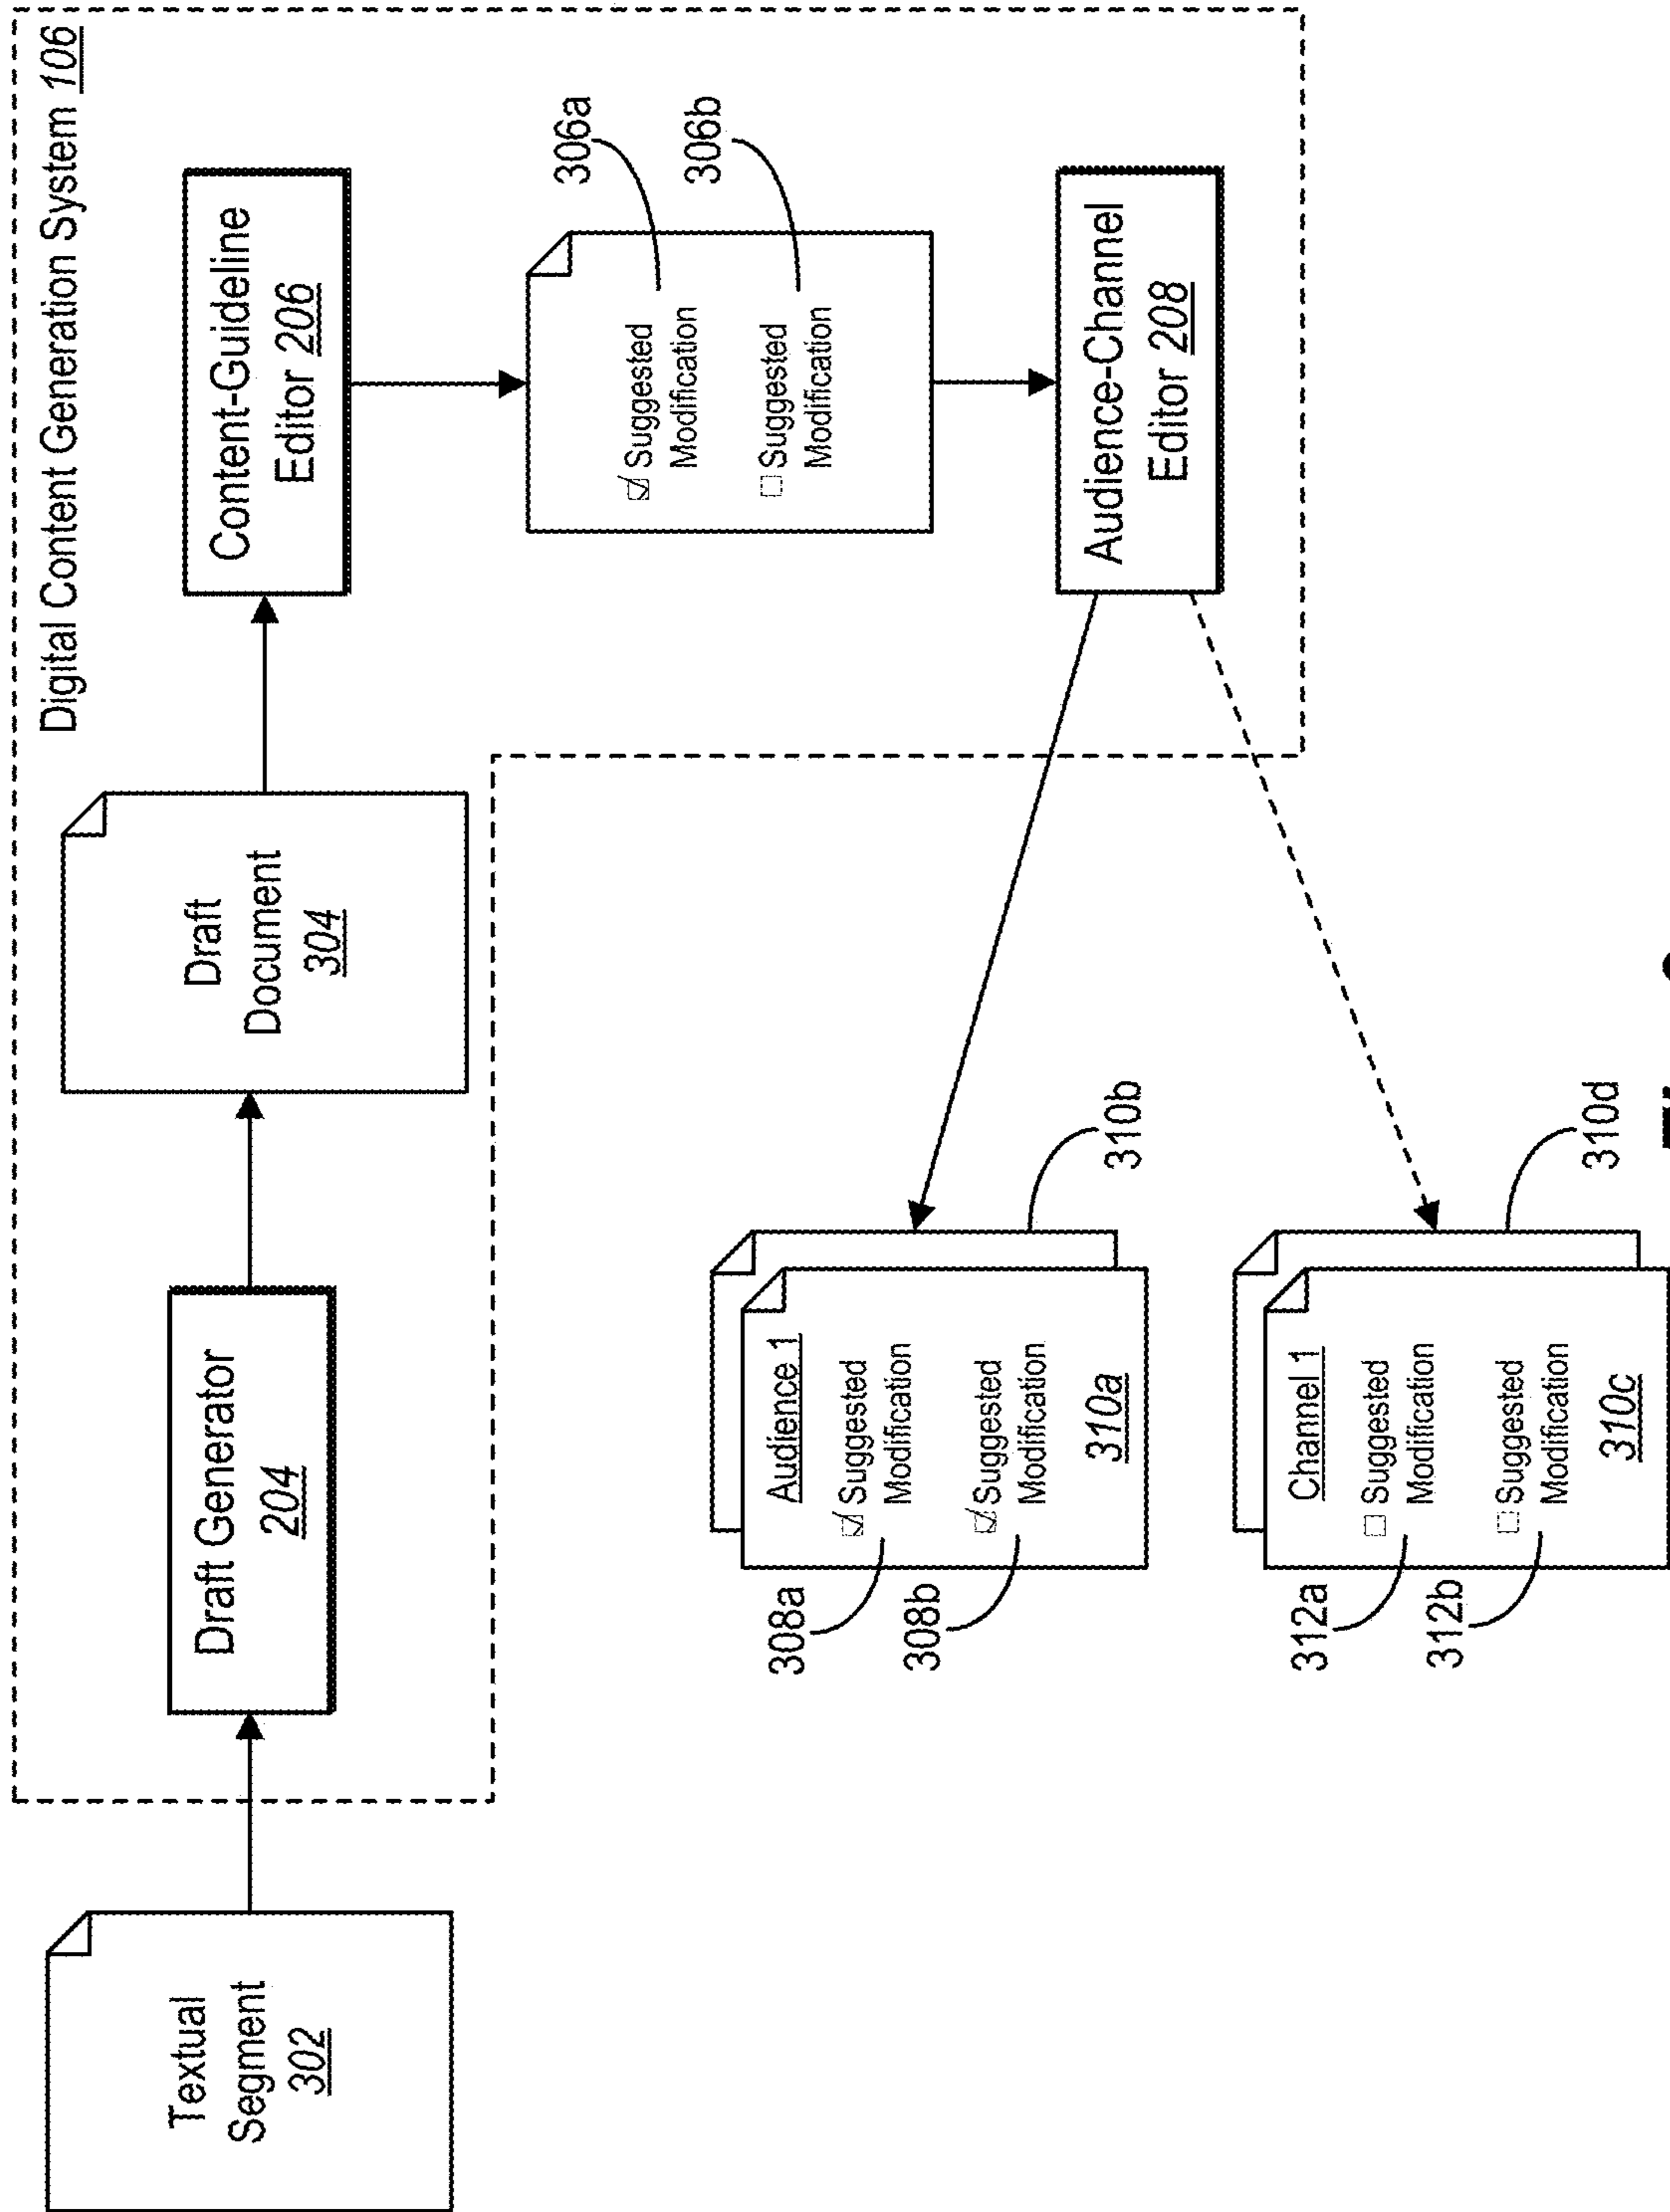 Digital Content Generation System 106
Textual
Segment
302
Draft Generator
204
Draft
Document
304
Content-Guideline
Editor 206
☑ Suggested
Modification
306a
☐ Suggested
Modification
306b
Audience-Channel
Editor 208
Audience 1
308a
☑ Suggested
Modification
308b
☑ Suggested
Modification
310a
310b
Channel 1
312a
☐ Suggested
Modification
312b
☐ Suggested
Modification
310c
310d